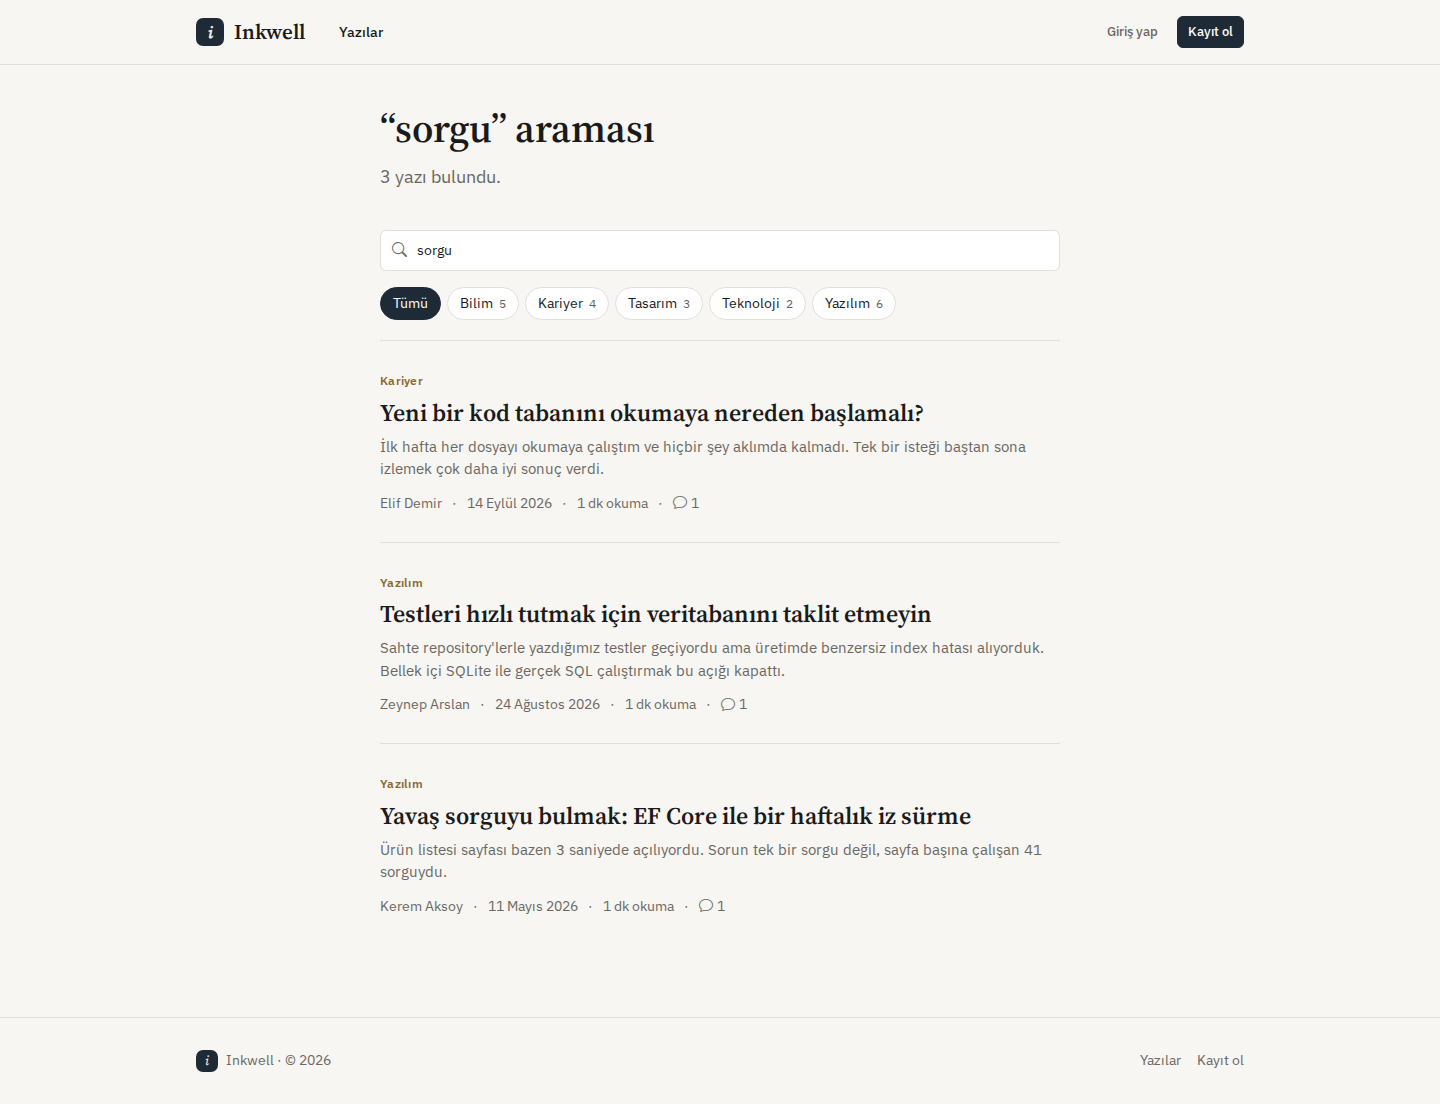 i Inkwell Yazılar Giriş yap Kayıt ol
“sorgu” araması
3 yazı bulundu.
sorgu
Tümü Bilim 5 Kariyer 4 Tasarım 3 Teknoloji 2 Yazılım 6
Kariyer
Yeni bir kod tabanını okumaya nereden başlamalı?
İlk hafta her dosyayı okumaya çalıştım ve hiçbir şey aklımda kalmadı. Tek bir isteği baştan sona
izlemek çok daha iyi sonuç verdi.
Elif Demir · 14 Eylül 2026 · 1 dk okuma · 1
Yazılım
Testleri hızlı tutmak için veritabanını taklit etmeyin
Sahte repository'lerle yazdığımız testler geçiyordu ama üretimde benzersiz index hatası alıyorduk.
Bellek içi SQLite ile gerçek SQL çalıştırmak bu açığı kapattı.
Zeynep Arslan · 24 Ağustos 2026 · 1 dk okuma · 1
Yazılım
Yavaş sorguyu bulmak: EF Core ile bir haftalık iz sürme
Ürün listesi sayfası bazen 3 saniyede açılıyordu. Sorun tek bir sorgu değil, sayfa başına çalışan 41
sorguydu.
Kerem Aksoy · 11 Mayıs 2026 · 1 dk okuma · 1
i Inkwell · © 2026 Yazılar Kayıt ol